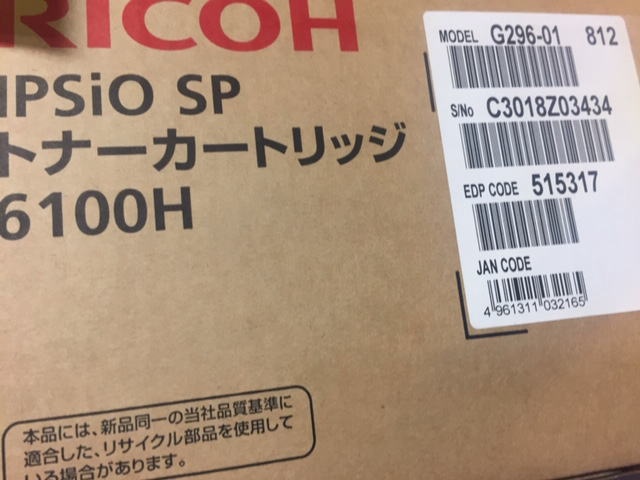 RICOH
IPSiO SP
トナーカートリッジ
6100H
MODEL G296-01 812
S/No C3018Z03434
EDP CODE 515317
JAN CODE
4 961311 032165
本品には、新品同一の当社品質基準に
適合した、リサイクル部品を使用して
いる場合があります。